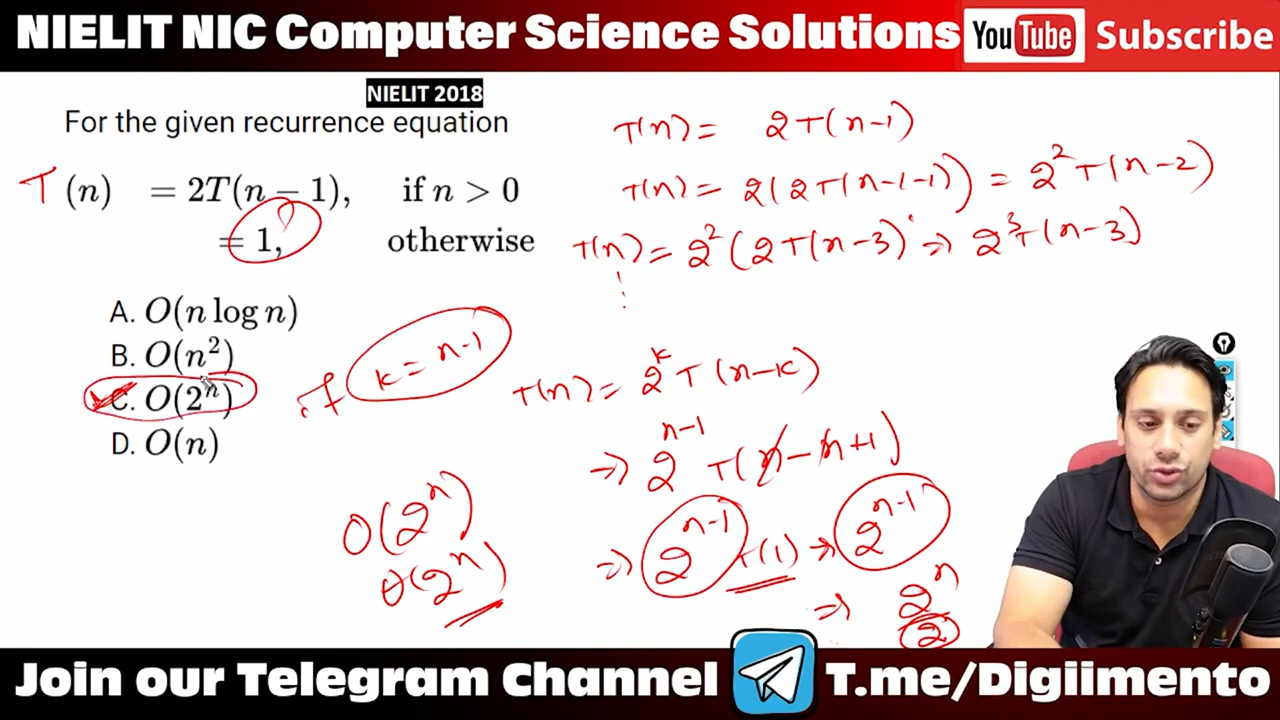 NIELIT NIC Computer Science Solutions YouTube Subscribe
NIELIT 2018
For the given recurrence equation
T(n) = 2T(n − 1), if n > 0
= 1, otherwise
A. O(n log n)
B. O(n²)
C. O(2ⁿ)
D. O(n)
T(n) = 2T(n-1)
T(n) = 2(2T(n-1-1)) = 2² T(n-2)
T(n) = 2² (2T(n-3) ⇒ 2³T(n-3)
if k = n-1
T(n) = 2ᵏ T(n-k)
⇒ 2ⁿ⁻¹ T(n-n+1)
⇒ 2ⁿ⁻¹ T(1) ⇒ 2ⁿ⁻¹
⇒ 2ⁿ/2
O(2ⁿ)
θ(2ⁿ)
Join our Telegram Channel T.me/Digiimento